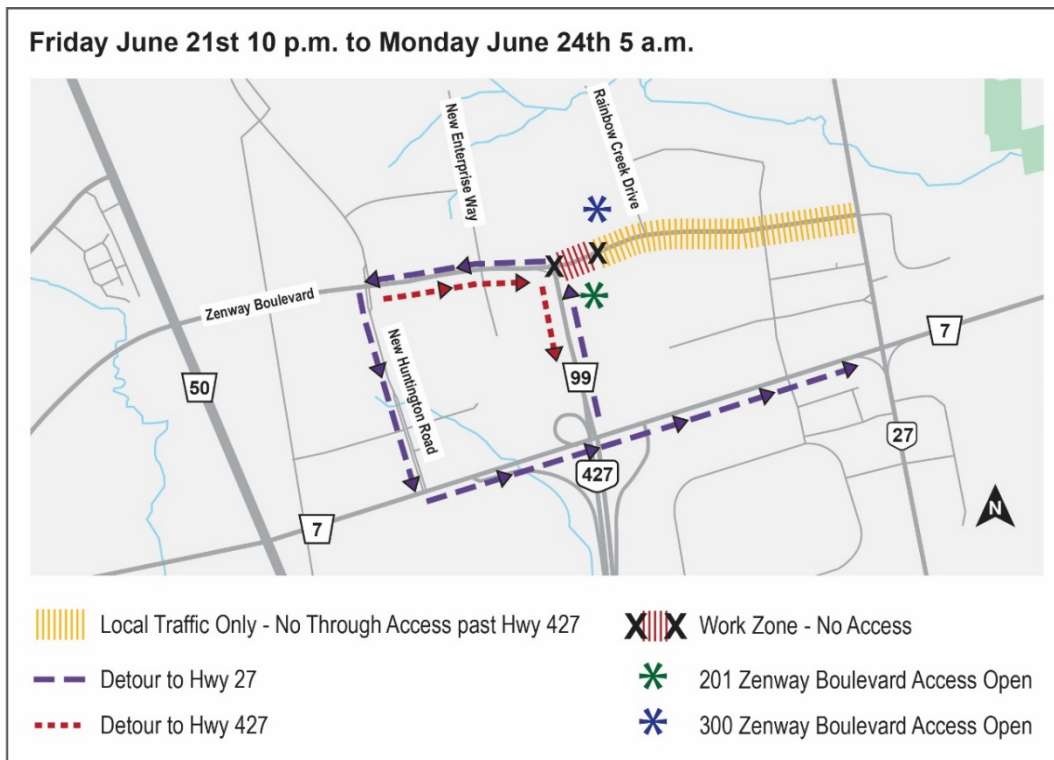 Friday June 21st 10 p.m. to Monday June 24th 5 a.m.
New Enterprise Way
Rainbow Creek Drive
Zenway Boulevard
New Huntington Road
50
99
7
27
427
7
N
Local Traffic Only - No Through Access past Hwy 427
Detour to Hwy 27
Detour to Hwy 427
X X Work Zone - No Access
201 Zenway Boulevard Access Open
300 Zenway Boulevard Access Open